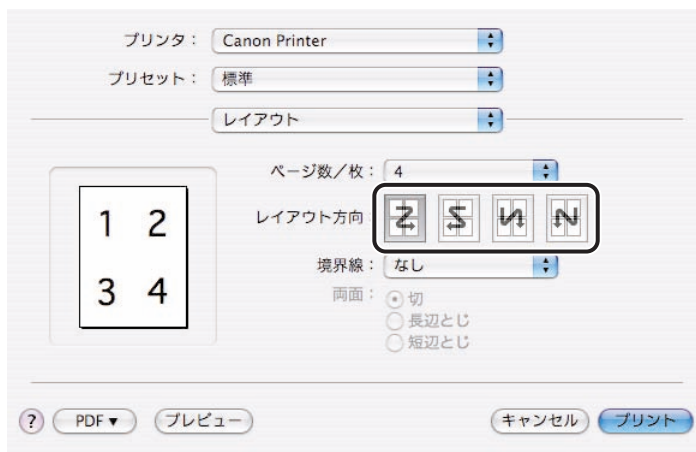 プリンタ： Canon Printer
プリセット： 標準
レイアウト
ページ数／枚： 4
レイアウト方向：
1 2
3 4
境界線： なし
両面： 切
長辺とじ
短辺とじ
? PDF▼ プレビュー キャンセル プリント